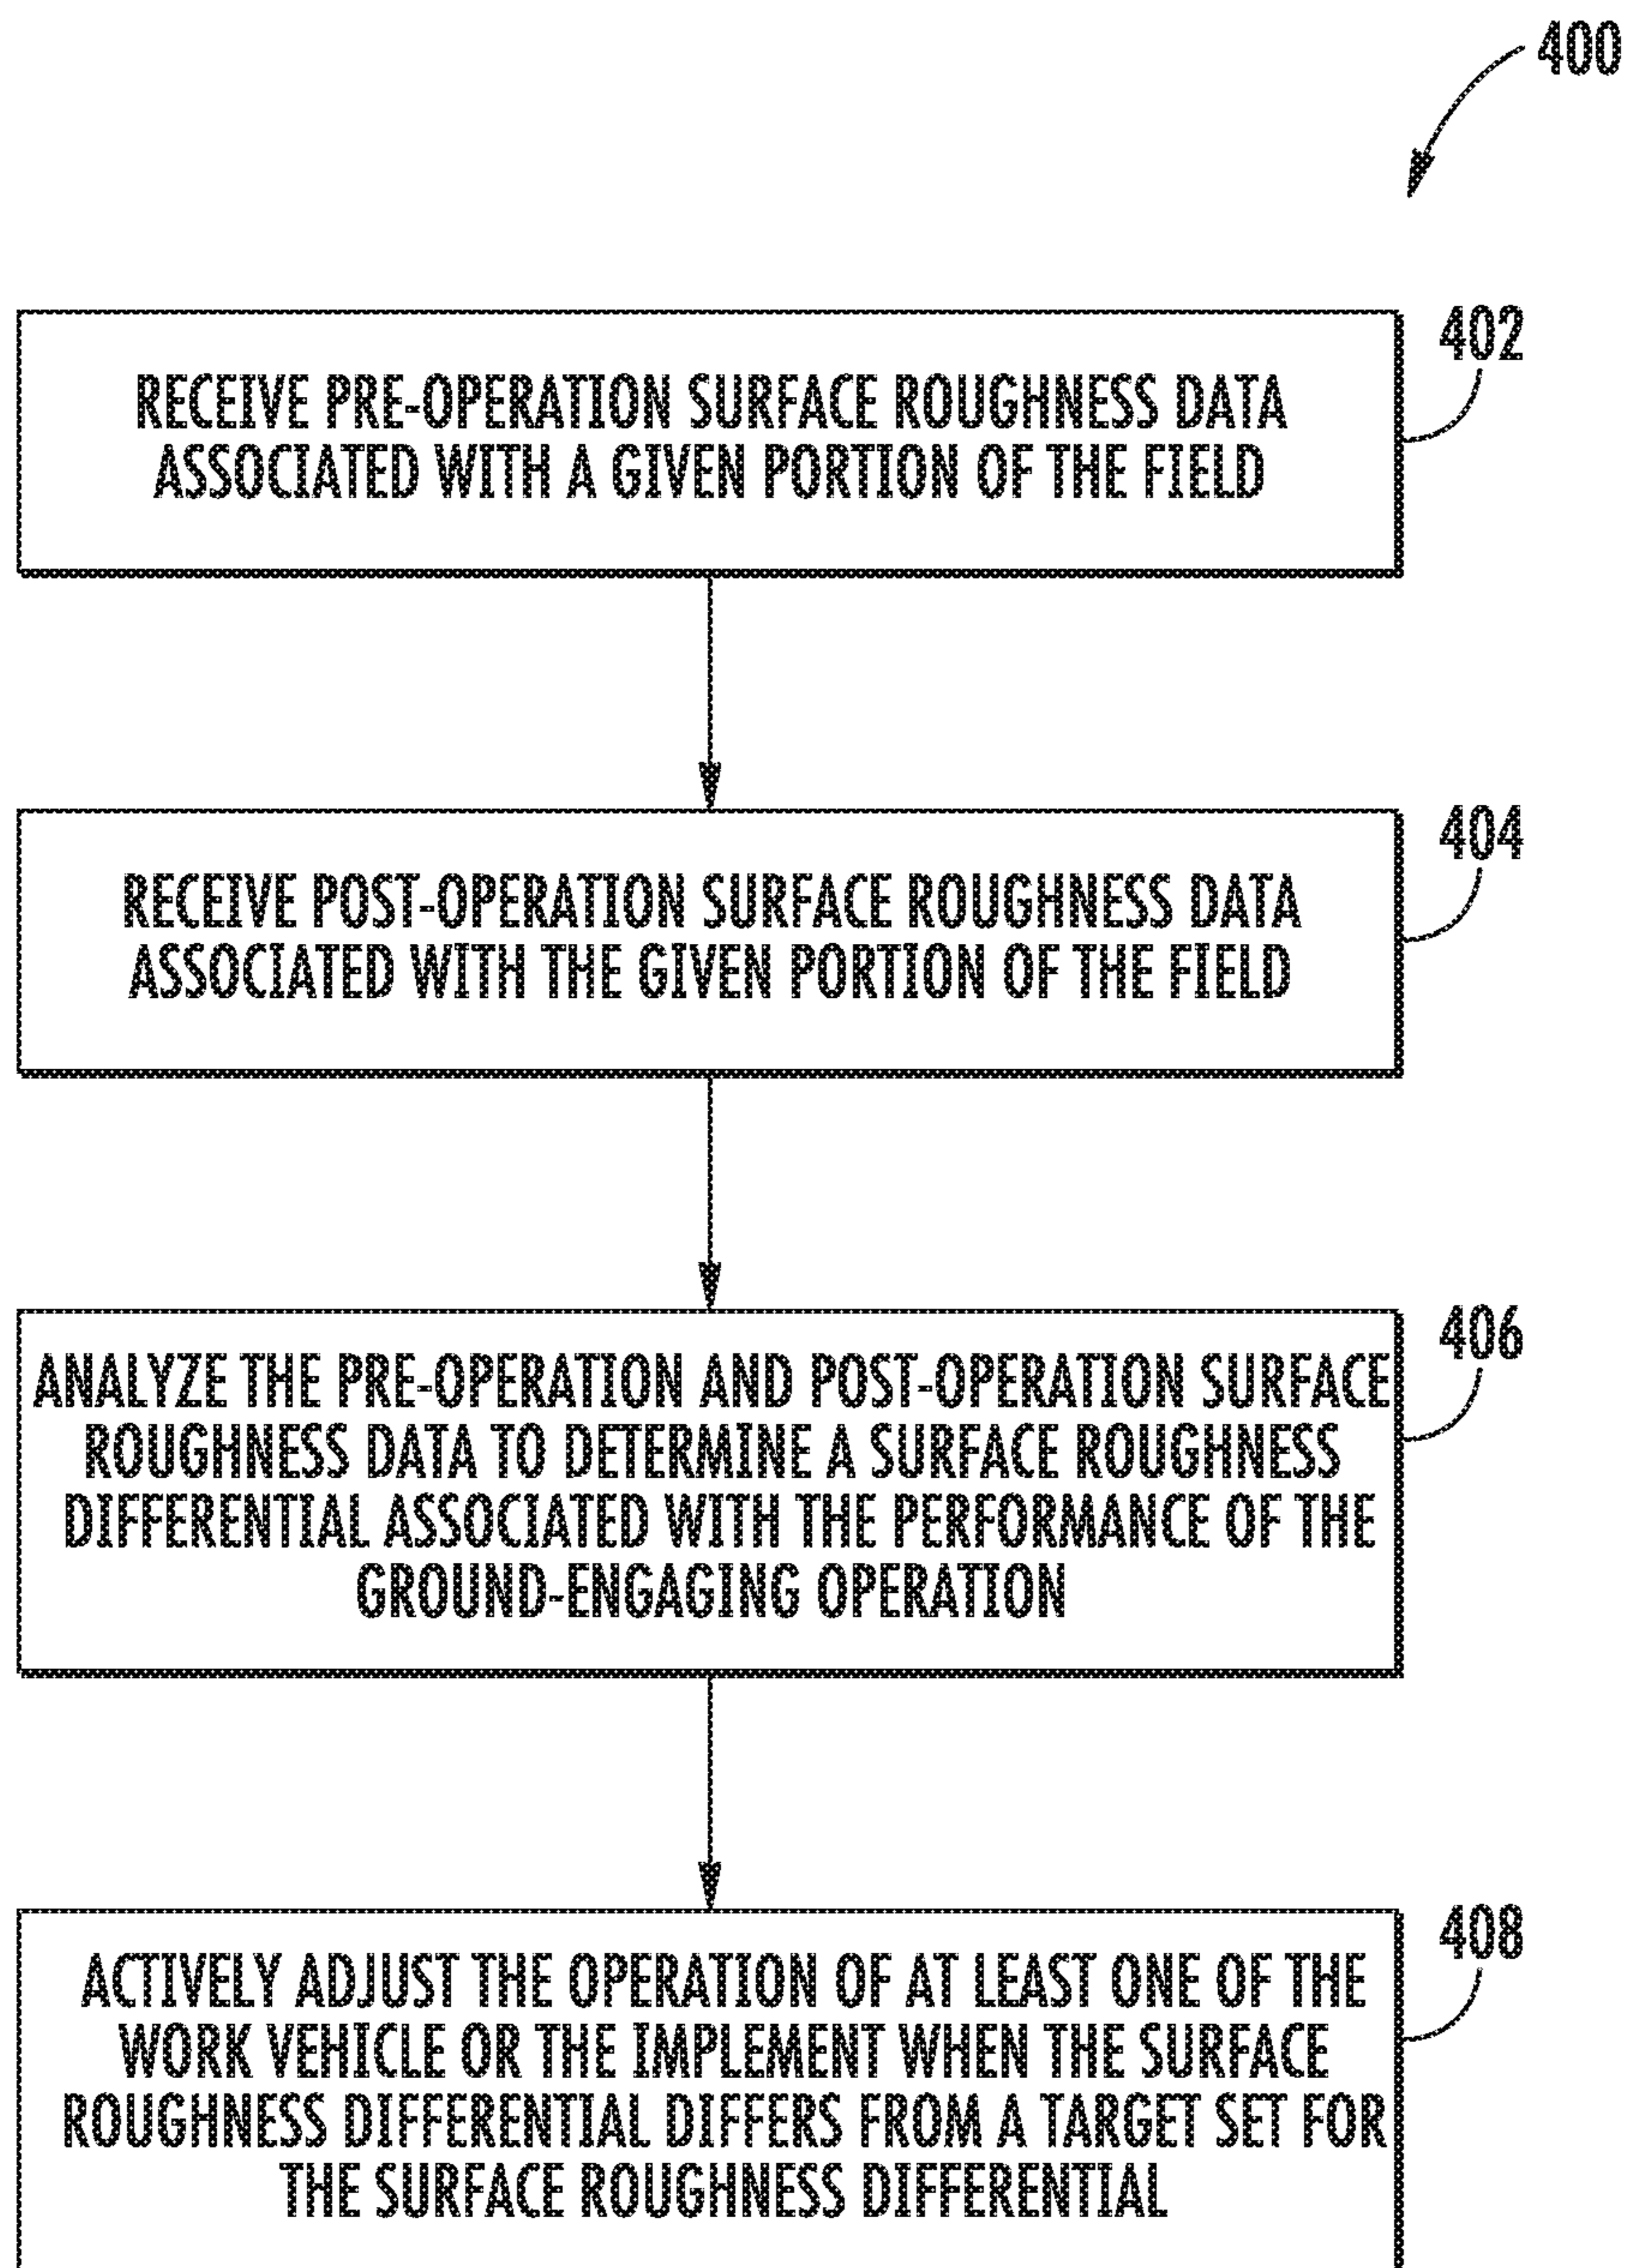 400
402
RECEIVE PRE-OPERATION SURFACE ROUGHNESS DATA
ASSOCIATED WITH A GIVEN PORTION OF THE FIELD
404
RECEIVE POST-OPERATION SURFACE ROUGHNESS DATA
ASSOCIATED WITH THE GIVEN PORTION OF THE FIELD
406
ANALYZE THE PRE-OPERATION AND POST-OPERATION SURFACE
ROUGHNESS DATA TO DETERMINE A SURFACE ROUGHNESS
DIFFERENTIAL ASSOCIATED WITH THE PERFORMANCE OF THE
GROUND-ENGAGING OPERATION
408
ACTIVELY ADJUST THE OPERATION OF AT LEAST ONE OF THE
WORK VEHICLE OR THE IMPLEMENT WHEN THE SURFACE
ROUGHNESS DIFFERENTIAL DIFFERS FROM A TARGET SET FOR
THE SURFACE ROUGHNESS DIFFERENTIAL